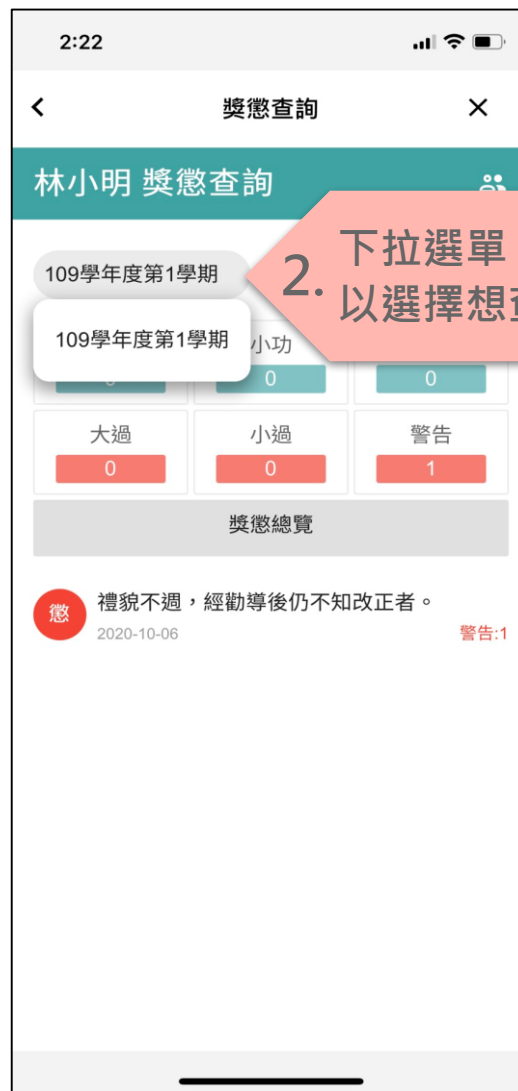 2:22
獎懲查詢
林小明 獎懲查詢
109學年度第1學期
2. 下拉選單
以選擇想
109學年度第1學期
小功
0
0
大過
小過
警告
0
0
1
獎懲總覽
懲
禮貌不週，經勸導後仍不知改正者。
2020-10-06
警告:1